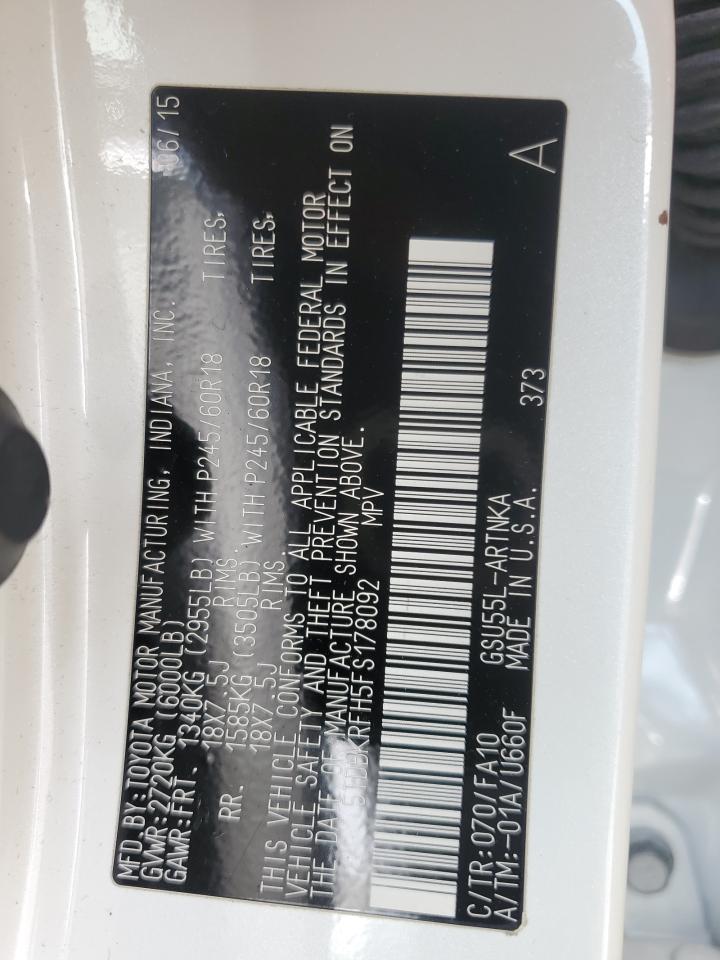 MFD.BY:TOYOTA MOTOR MANUFACTURING, INDIANA, INC. 06/15
GVWR:2720KG (6000LB)
GAWR:FRT. 1340KG (2955LB) WITH P245/60R18 TIRES,
18X7.5J RIMS.
RR. 1585KG (3505LB) WITH P245/60R18 TIRES,
18X7.5J RIMS.
THIS VEHICLE CONFORMS TO ALL APPLICABLE FEDERAL MOTOR
VEHICLE SAFETY AND THEFT PREVENTION STANDARDS IN EFFECT ON
THE DATE OF MANUFACTURE SHOWN ABOVE.
5TDDKRFH5FS178092 MPV
C/TR:070/FA10 GSU55L-ARTNKA 373 A
A/TM:-01A/U660F MADE IN U.S.A.